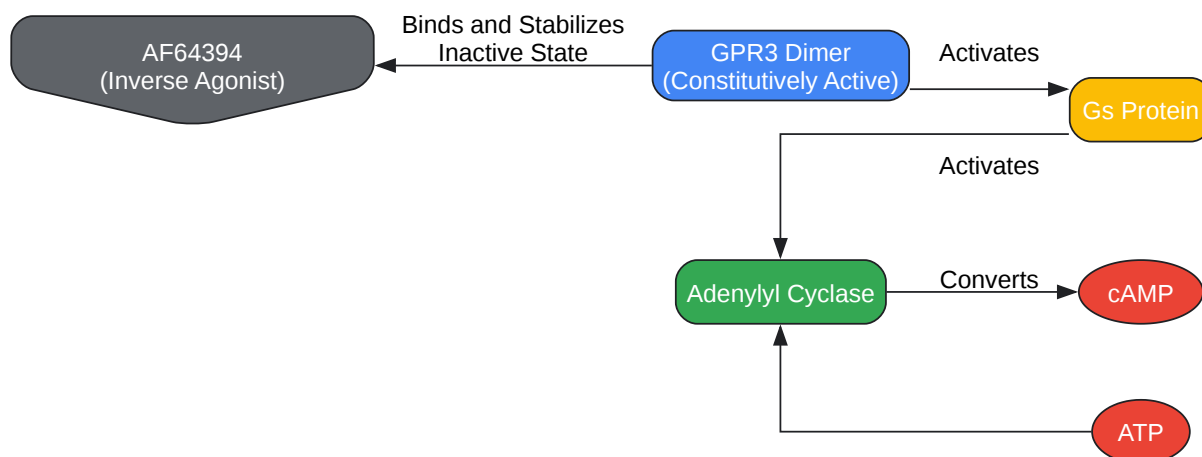 AF64394
(Inverse Agonist)
Binds and Stabilizes
Inactive State
GPR3 Dimer
(Constitutively Active)
Activates
Gs Protein
Activates
Adenylyl Cyclase
Converts
cAMP
ATP